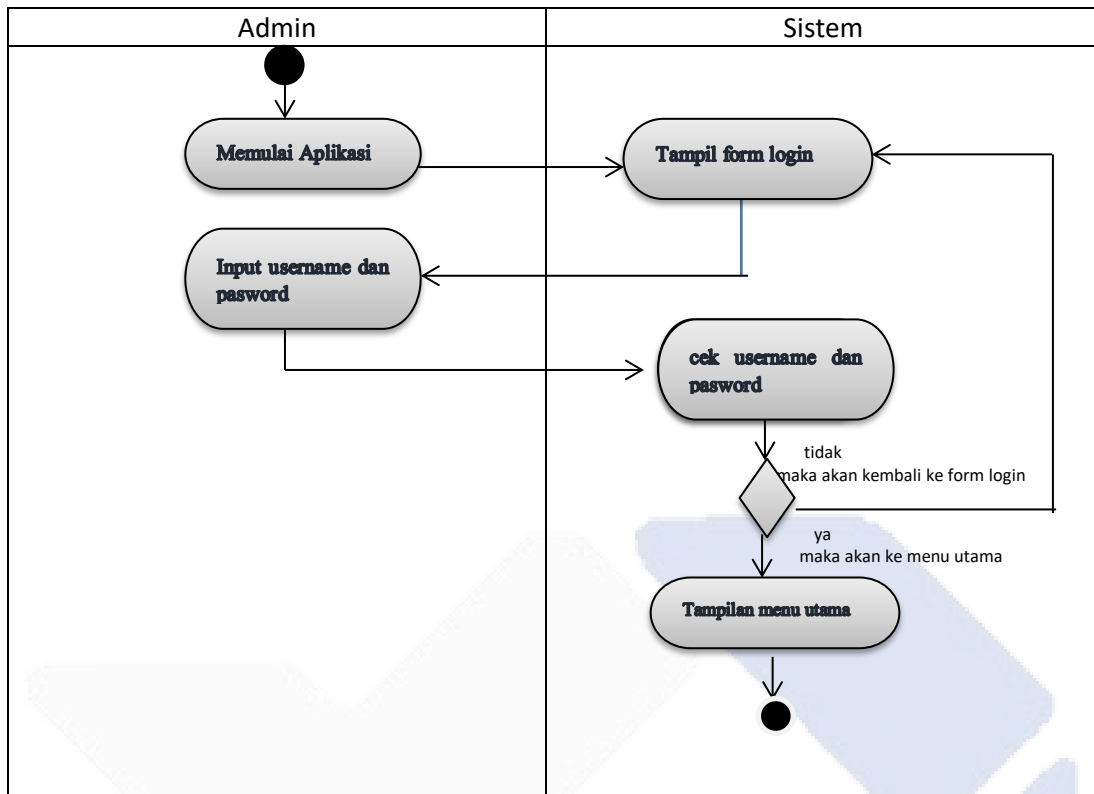 Admin
Sistem
Memulai Aplikasi
Tampil form login
Input username dan
pasword
cek username dan
pasword
tidak
maka akan kembali ke form login
ya
maka akan ke menu utama
Tampilan menu utama